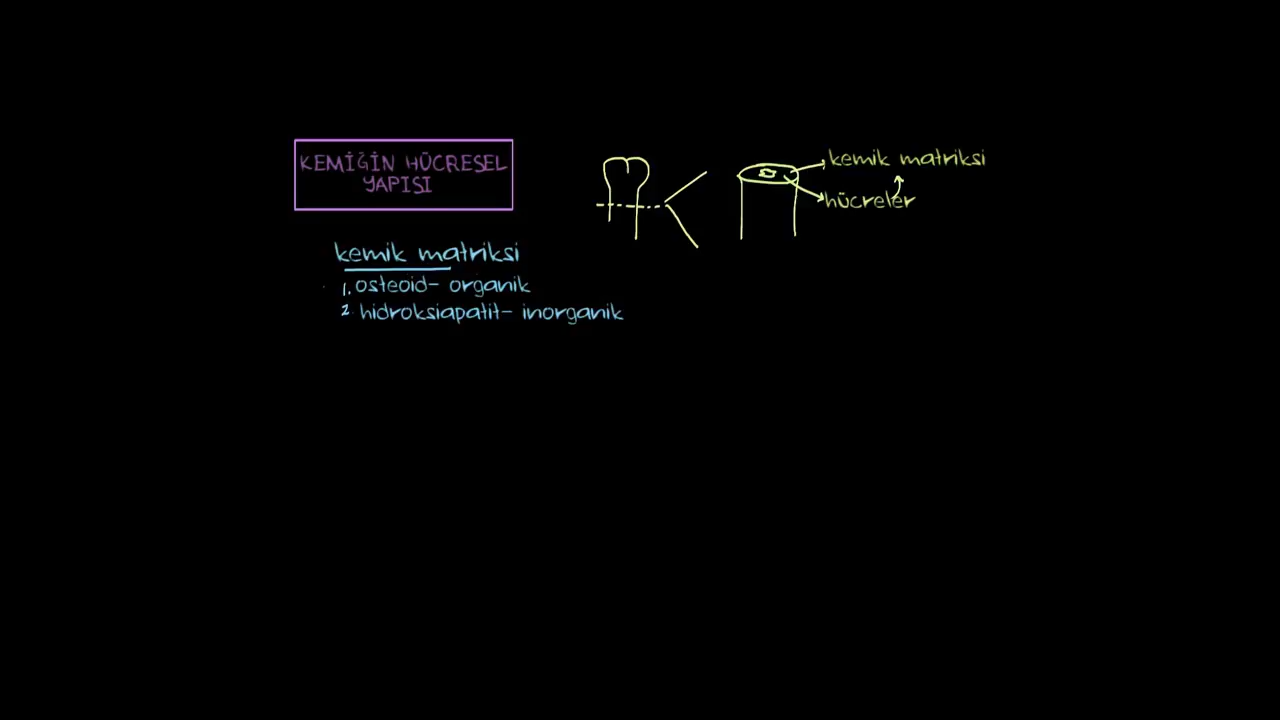 KEMİĞİN HÜCRESEL
YAPISI
kemik matriksi
hücreler
kemik matriksi
1. osteoid- organik
2. hidroksiapatit- inorganik